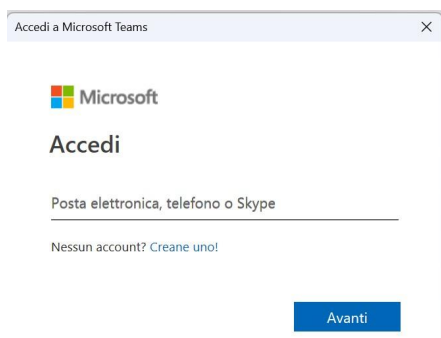 Accedi a Microsoft Teams
Microsoft
Accedi
Posta elettronica, telefono o Skype
Nessun account? Creane uno!
Avanti